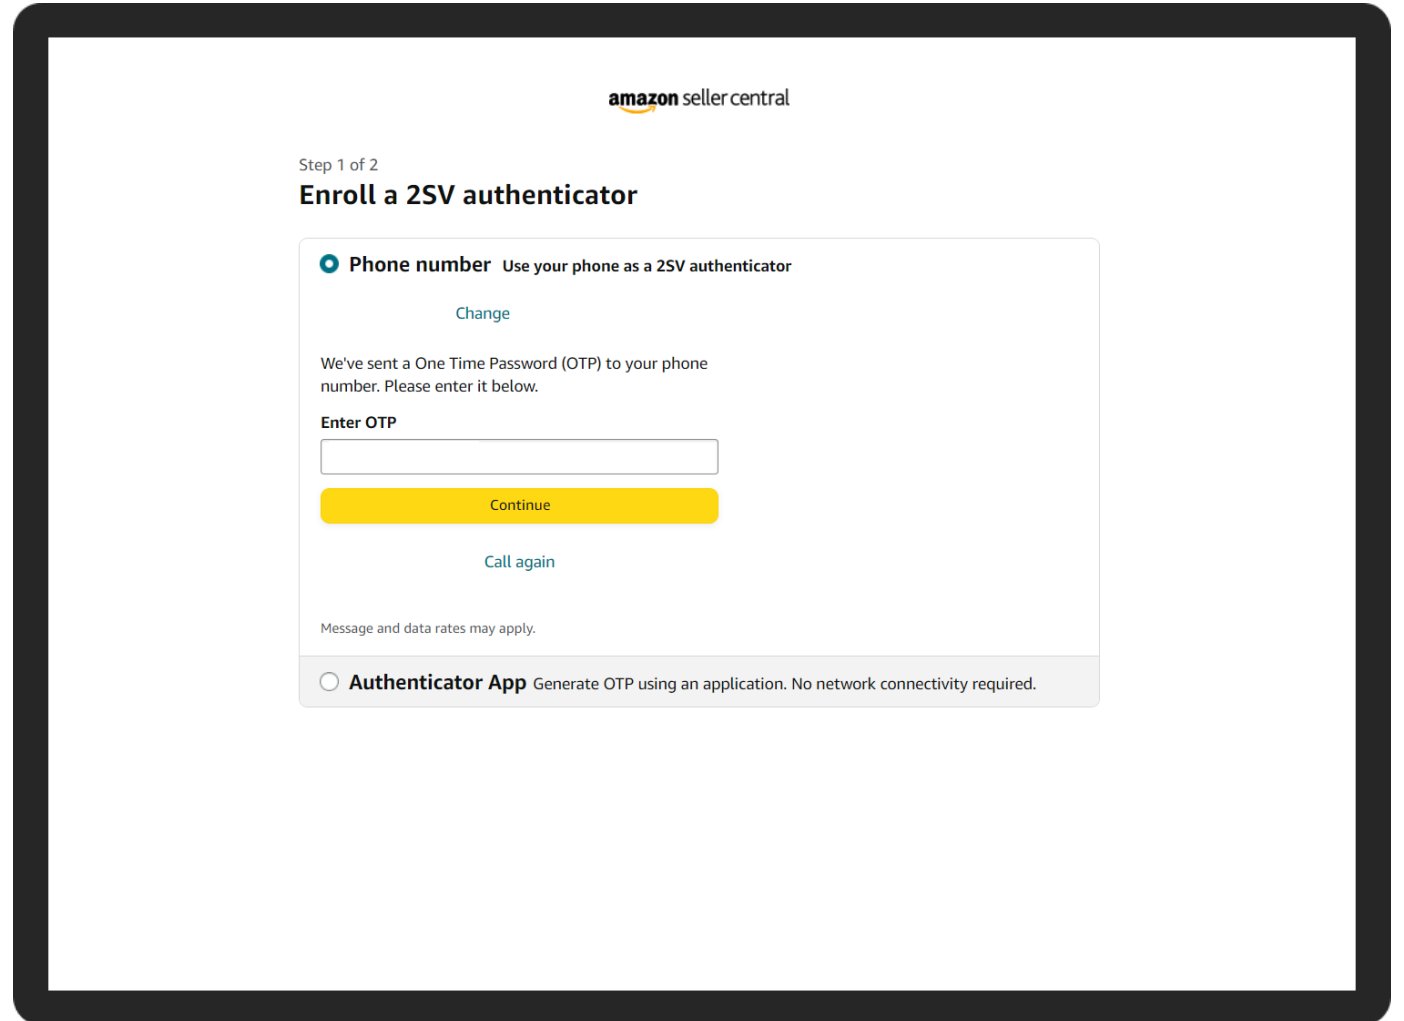 amazon seller central
Step 1 of 2
Enroll a 2SV authenticator
Phone number Use your phone as a 2SV authenticator
Change
We've sent a One Time Password (OTP) to your phone
number. Please enter it below.
Enter OTP
Continue
Call again
Message and data rates may apply.
Authenticator App Generate OTP using an application. No network connectivity required.